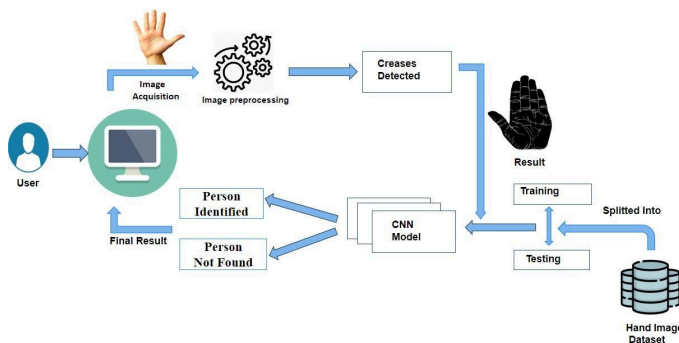 Image
Acquisition
Image preprocessing
Creases
Detected
User
Result
Person
Identified
Training
Splitted Into
CNN
Model
Final Result
Person
Not Found
Testing
Hand Image
Dataset